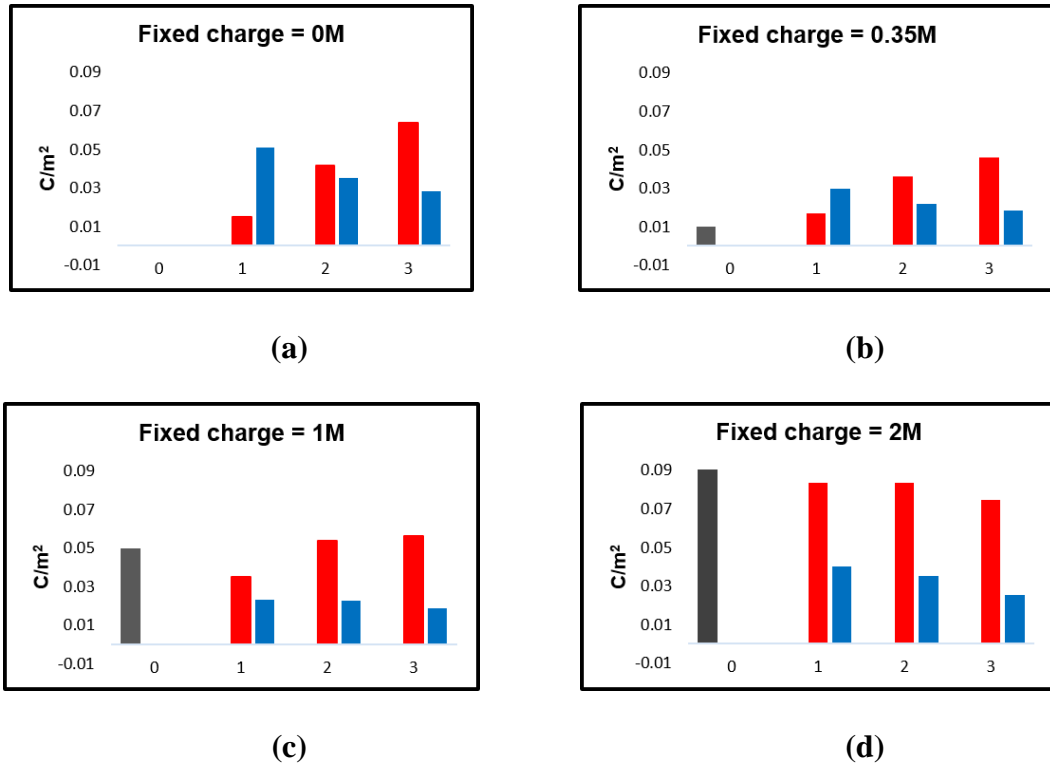 Fixed charge = 0M
C/m²
0.09
0.07
0.05
0.03
0.01
-0.01
0 1 2 3
(a)
Fixed charge = 0.35M
C/m²
0.09
0.07
0.05
0.03
0.01
-0.01
0 1 2 3
(b)
Fixed charge = 1M
C/m²
0.09
0.07
0.05
0.03
0.01
-0.01
0 1 2 3
(c)
Fixed charge = 2M
C/m²
0.09
0.07
0.05
0.03
0.01
-0.01
0 1 2 3
(d)